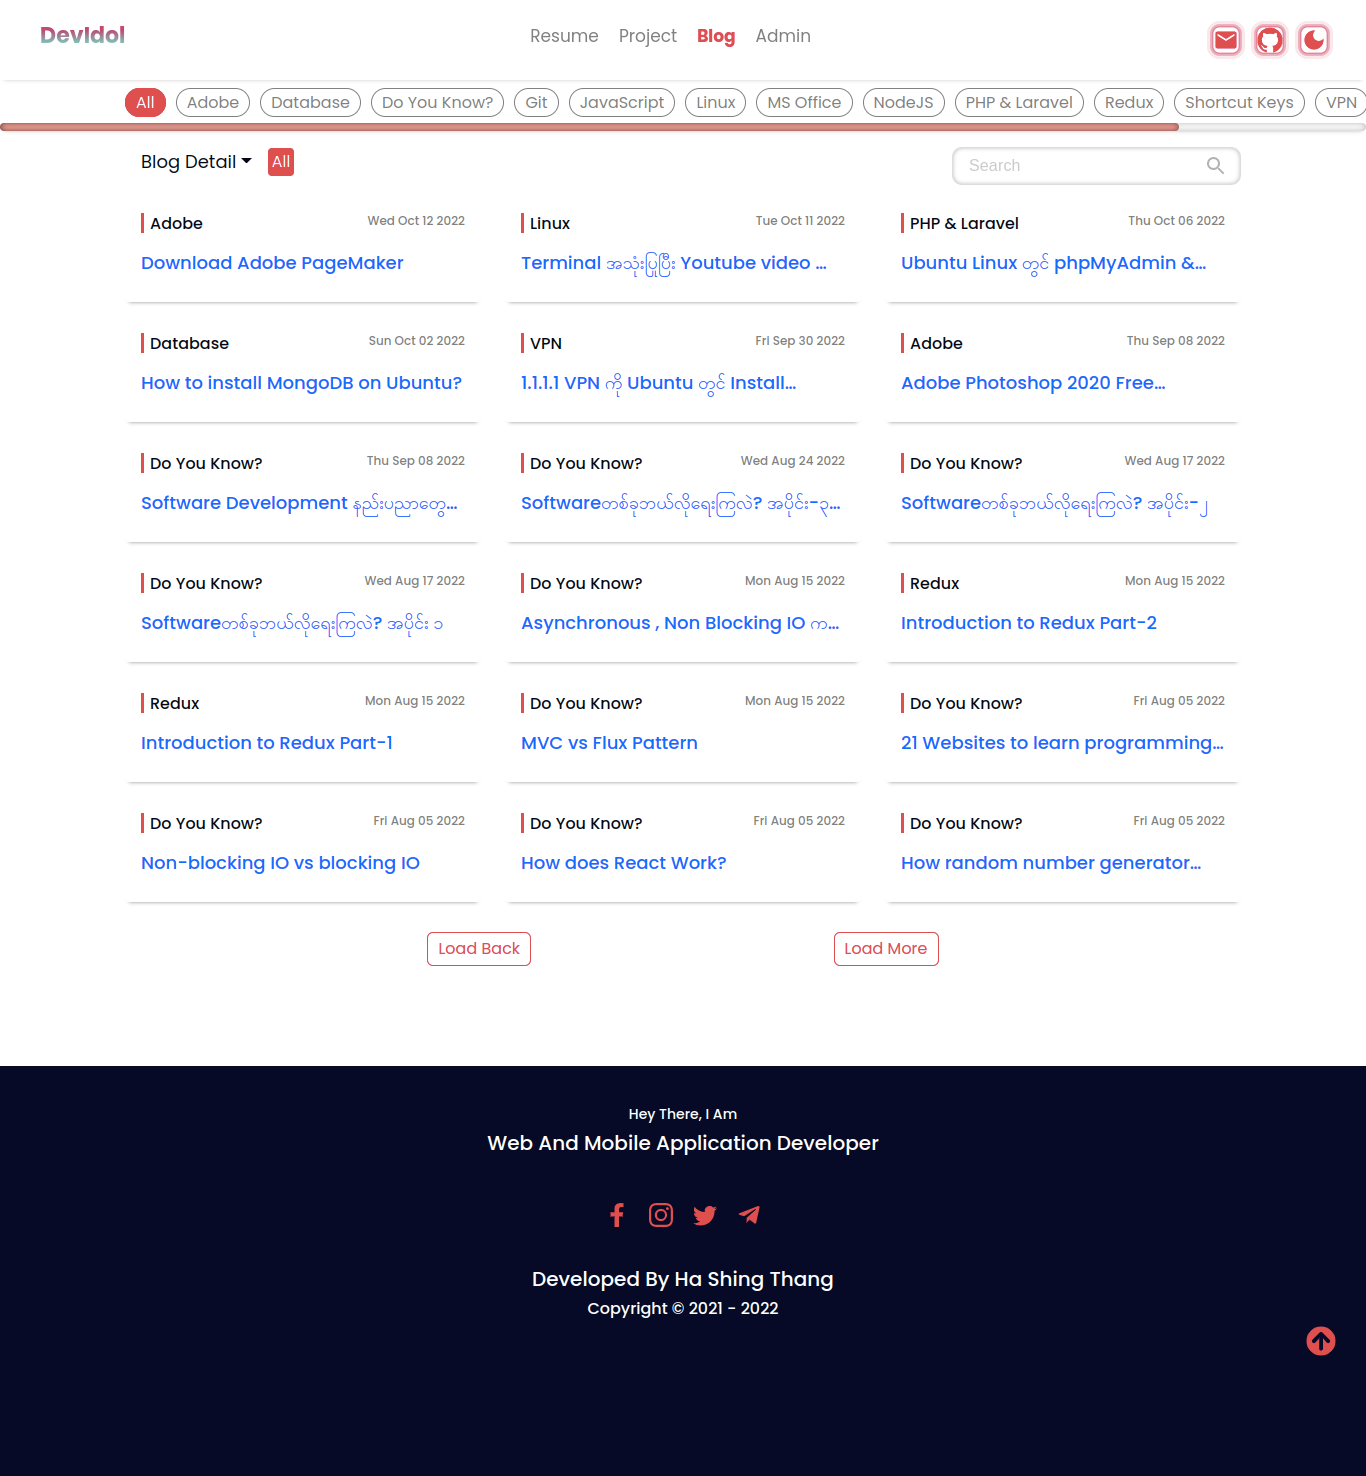 DevIdol
Resume Project Blog Admin
All Adobe Database Do You Know? Git JavaScript Linux MS Office NodeJS PHP & Laravel Redux Shortcut Keys VPN
Blog Detail All Search
Adobe Wed Oct 12 2022
Download Adobe PageMaker
Linux Tue Oct 11 2022
Terminal အသုံးပြုပြီး Youtube video ...
PHP & Laravel Thu Oct 06 2022
Ubuntu Linux တွင် phpMyAdmin &...
Database Sun Oct 02 2022
How to install MongoDB on Ubuntu?
VPN Fri Sep 30 2022
1.1.1.1 VPN ကို Ubuntu တွင် Install...
Adobe Thu Sep 08 2022
Adobe Photoshop 2020 Free...
Do You Know? Thu Sep 08 2022
Software Development နည်းပညာတွေ...
Do You Know? Wed Aug 24 2022
Softwareတစ်ခုဘယ်လိုရေးကြလဲ? အပိုင်း-၃...
Do You Know? Wed Aug 17 2022
Softwareတစ်ခုဘယ်လိုရေးကြလဲ? အပိုင်း-၂
Do You Know? Wed Aug 17 2022
Softwareတစ်ခုဘယ်လိုရေးကြလဲ? အပိုင်း ၁
Do You Know? Mon Aug 15 2022
Asynchronous , Non Blocking IO က...
Redux Mon Aug 15 2022
Introduction to Redux Part-2
Redux Mon Aug 15 2022
Introduction to Redux Part-1
Do You Know? Mon Aug 15 2022
MVC vs Flux Pattern
Do You Know? Fri Aug 05 2022
21 Websites to learn programming...
Do You Know? Fri Aug 05 2022
Non-blocking IO vs blocking IO
Do You Know? Fri Aug 05 2022
How does React Work?
Do You Know? Fri Aug 05 2022
How random number generator...
Load Back Load More
Hey There, I Am
Web And Mobile Application Developer
Developed By Ha Shing Thang
Copyright © 2021 - 2022